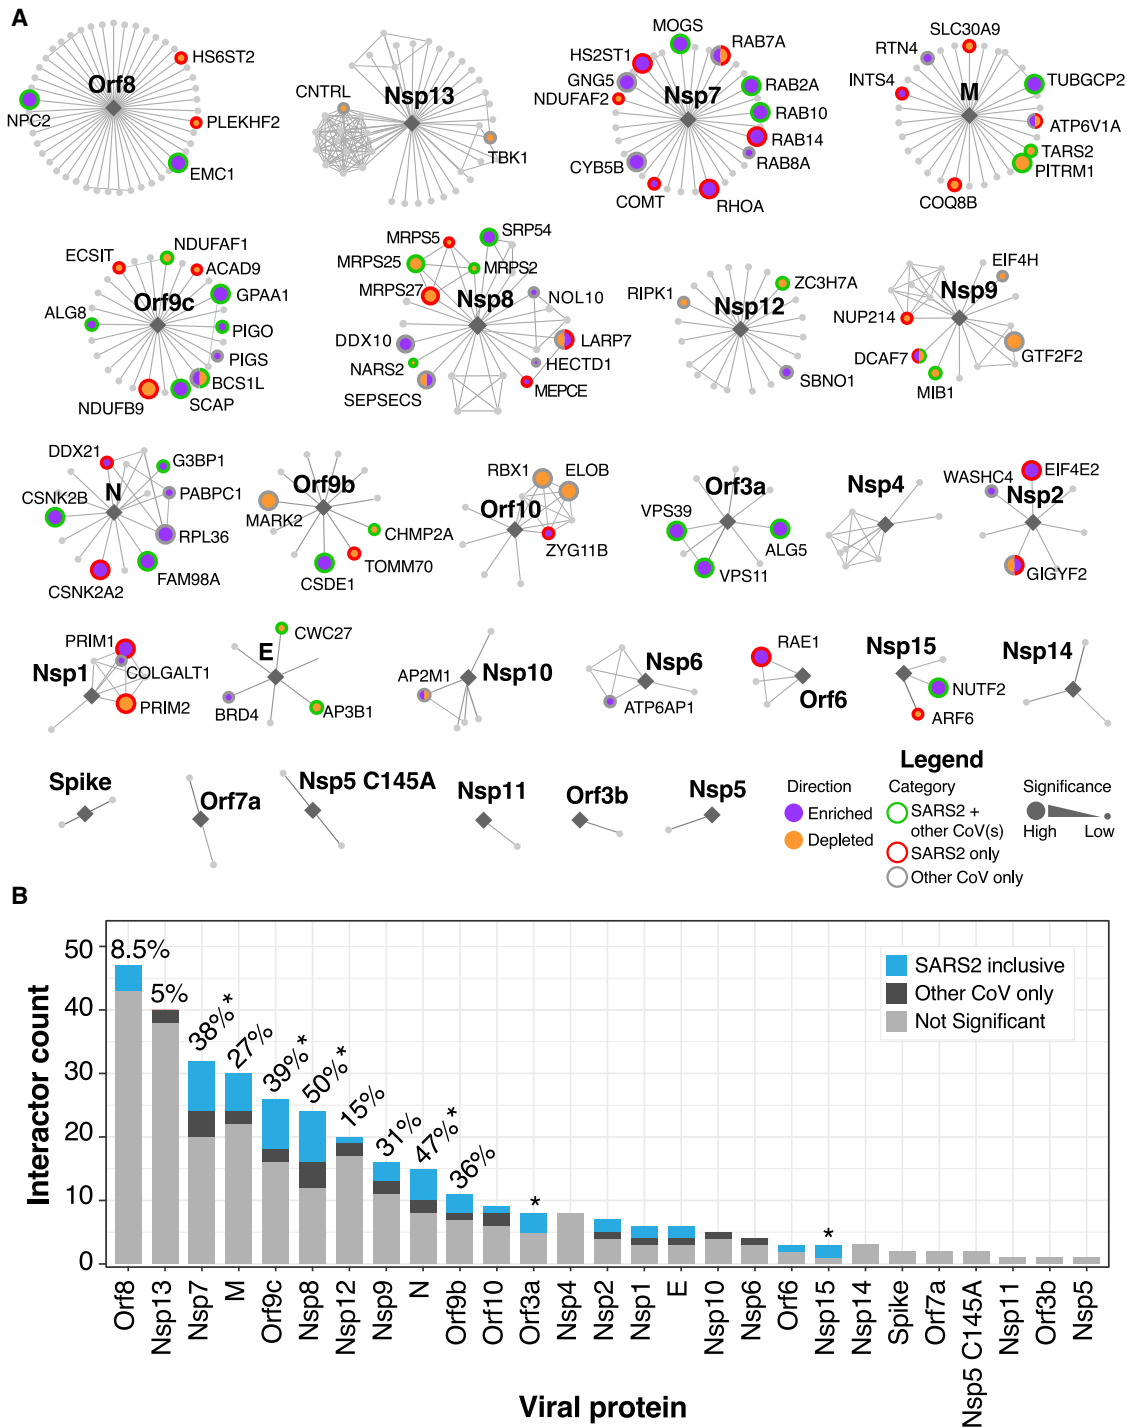 A
Orf8
HS6ST2
NPC2
PLEKHF2
EMC1
Nsp13
CNTRL
TBK1
Nsp7
MOGS
HS2ST1
RAB7A
GNG5
RAB2A
NDUFAF2
RAB10
RAB14
CYB5B
RAB8A
COMT
RHOA
M
SLC30A9
RTN4
INTS4
TUBGCP2
ATP6V1A
TARS2
PITRM1
COQ8B
Orf9c
ECSIT
NDUFAF1
ACAD9
GPAA1
ALG8
PIGO
PIGS
BCS1L
NDUFB9
SCAP
Nsp8
MRPS5
SRP54
MRPS25
MRPS2
MRPS27
NOL10
DDX10
LARP7
NARS2
HECTD1
SEPSECS
MEPCE
Nsp12
ZC3H7A
RIPK1
SBNO1
Nsp9
EIF4H
NUP214
DCAF7
GTF2F2
MIB1
N
DDX21
G3BP1
CSNK2B
PABPC1
RPL36
FAM98A
CSNK2A2
Orf9b
MARK2
CHMP2A
TOMM70
CSDE1
Orf10
RBX1
ELOB
ZYG11B
Orf3a
VPS39
ALG5
VPS11
Nsp4
Nsp2
WASHC4
EIF4E2
GIGYF2
Nsp1
PRIM1
COLGALT1
PRIM2
E
CWC27
BRD4
AP3B1
Nsp10
AP2M1
Nsp6
ATP6AP1
Orf6
RAE1
Nsp15
NUTF2
ARF6
Nsp14
Spike
Orf7a
Nsp5 C145A
Nsp11
Orf3b
Nsp5
Legend
Direction
Enriched
Depleted
Category
SARS2 +
other CoV(s)
SARS2 only
Other CoV only
Significance
High
Low
B
Interactor count
50
40
30
20
10
0
8.5%
5%
38%*
27%
39%*
50%*
15%
31%
47%*
36%
*
*
SARS2 inclusive
Other CoV only
Not Significant
Orf8
Nsp13
Nsp7
M
Orf9c
Nsp8
Nsp12
Nsp9
N
Orf9b
Orf10
Orf3a
Nsp4
Nsp2
Nsp1
E
Nsp10
Nsp6
Orf6
Nsp15
Nsp14
Spike
Orf7a
Nsp5 C145A
Nsp11
Orf3b
Nsp5
Viral protein